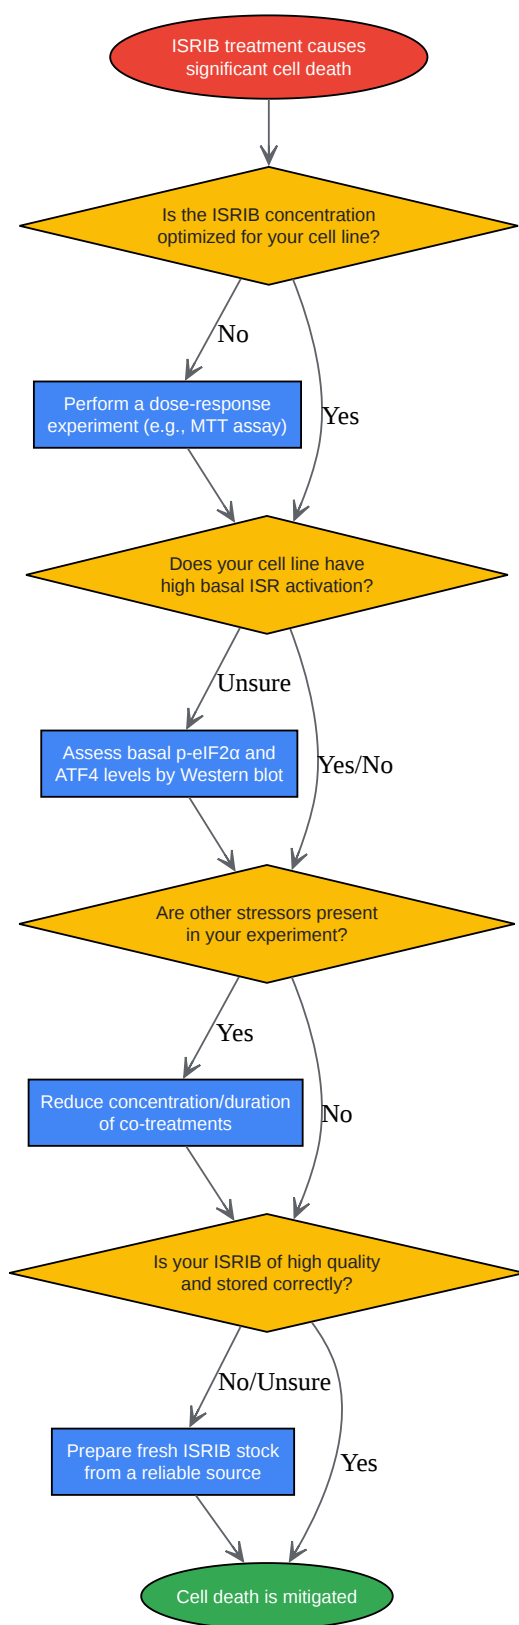 ISRIB treatment causes
significant cell death
Is the ISRIB concentration
optimized for your cell line?
No
Perform a dose-response
experiment (e.g., MTT assay)
Yes
Does your cell line have
high basal ISR activation?
Unsure
Assess basal p-eIF2α and
ATF4 levels by Western blot
Yes/No
Are other stressors present
in your experiment?
Yes
Reduce concentration/duration
of co-treatments
No
Is your ISRIB of high quality
and stored correctly?
No/Unsure
Prepare fresh ISRIB stock
from a reliable source
Yes
Cell death is mitigated